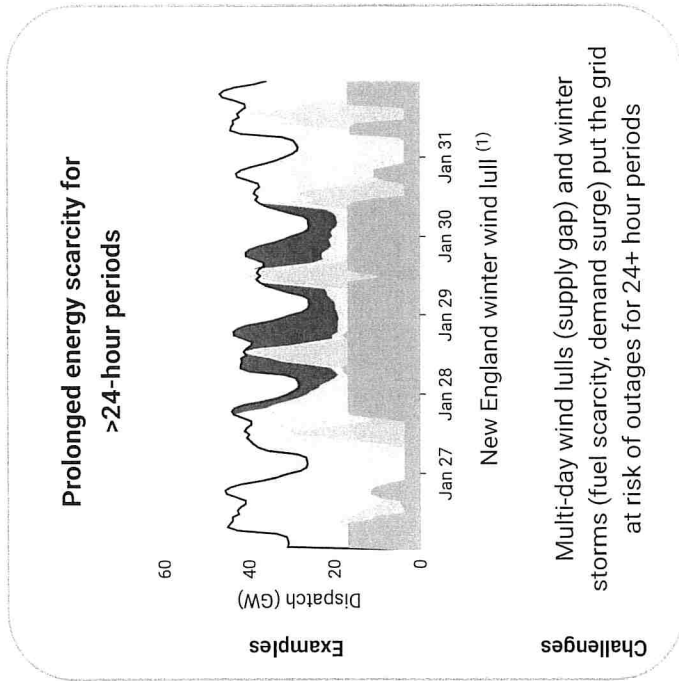 Prolonged energy scarcity for
>24-hour periods
Examples
Dispatch (GW)
60
40
20
0
Jan 27
Jan 28
Jan 29
Jan 30
Jan 31
New England winter wind lull (1)
Challenges
Multi-day wind lulls (supply gap) and winter
storms (fuel scarcity, demand surge) put the grid
at risk of outages for 24+ hour periods